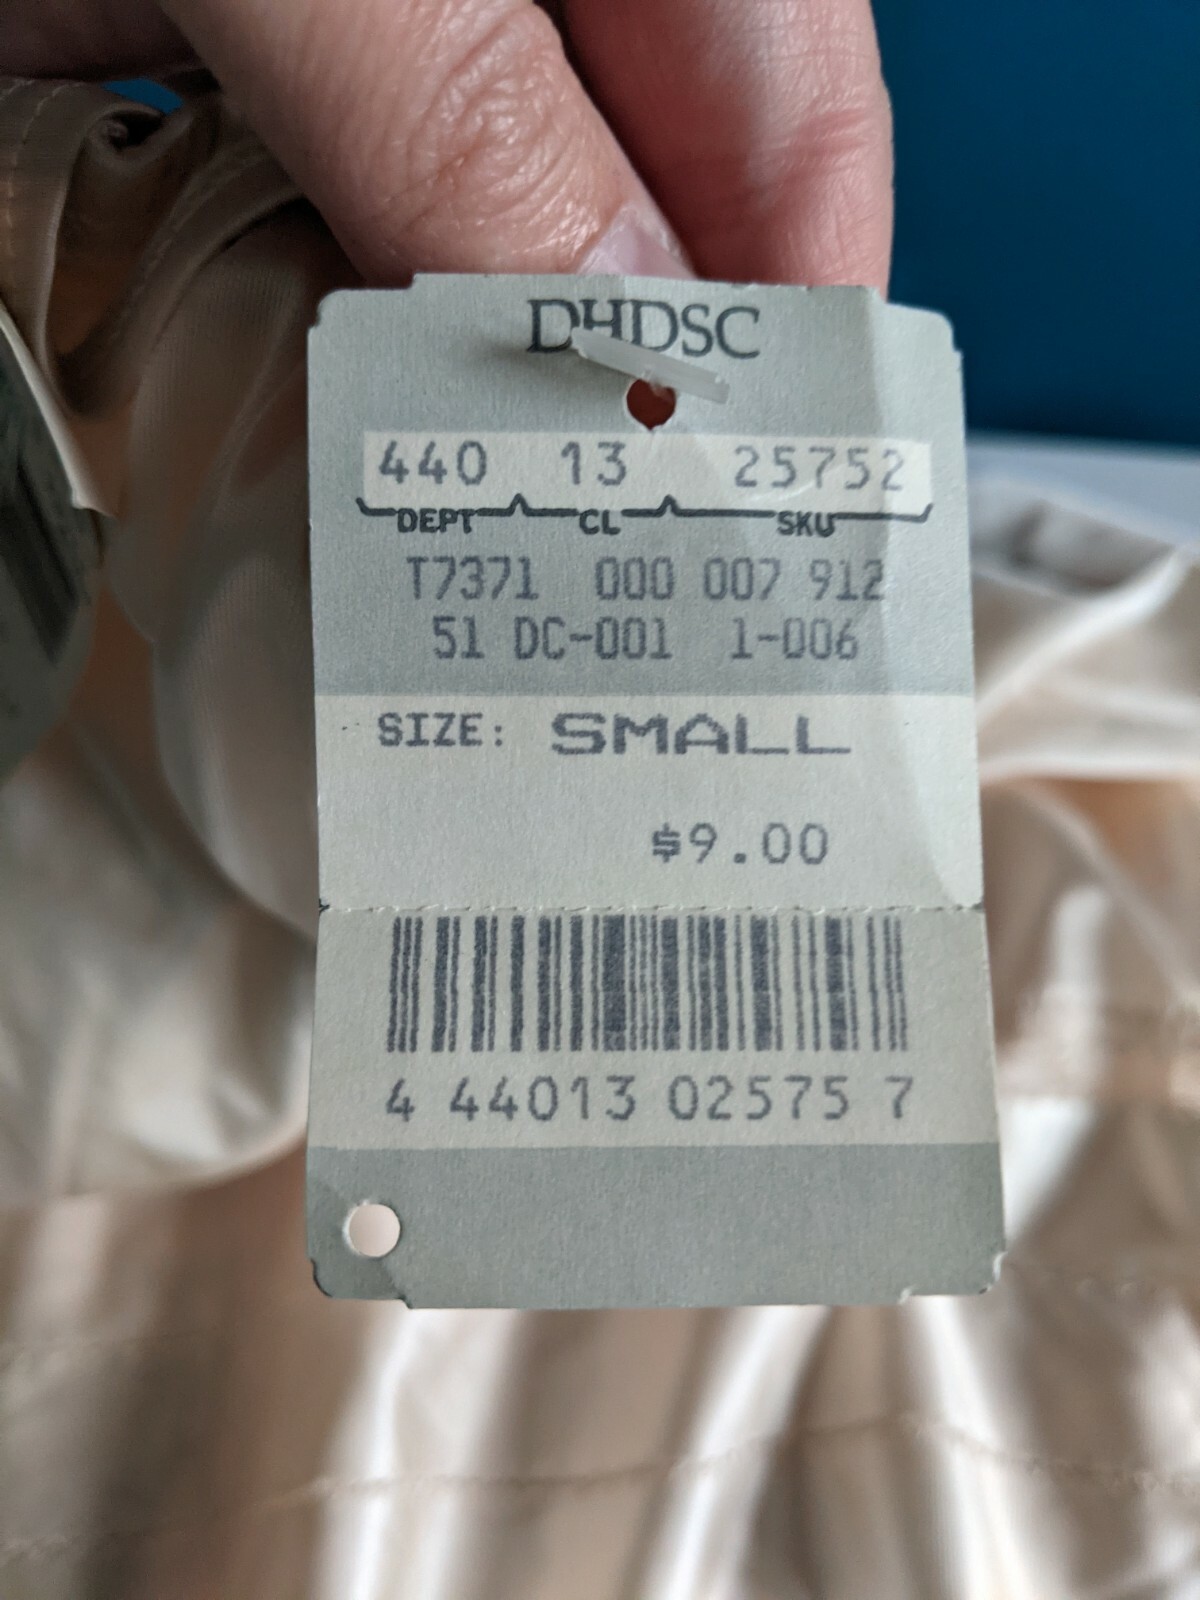 DHDSC
440 13 25752
DEPT CL SKU
T7371 000 007 912
51 DC-001 1-006
SIZE: SMALL
$9.00
4 44013 02575 7